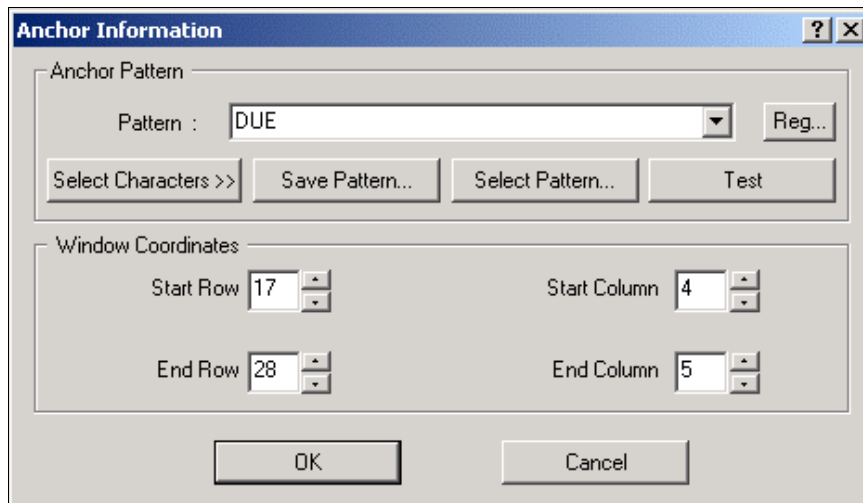 Anchor Information
Anchor Pattern
Pattern : DUE Reg...
Select Characters >> Save Pattern... Select Pattern... Test
Window Coordinates
Start Row 17 Start Column 4
End Row 28 End Column 5
OK Cancel